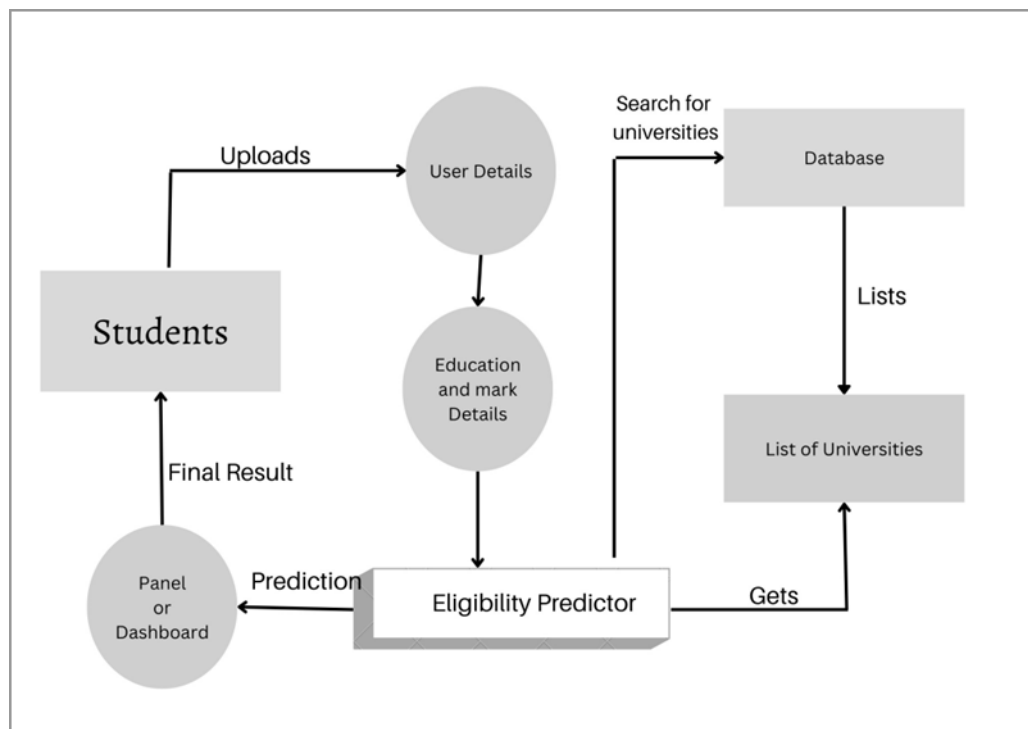 Search for
universities
Uploads
User Details
Database
Students
Lists
Education
and mark
Details
List of Universities
Final Result
Panel
or
Dashboard
Prediction
Eligibility Predictor
Gets